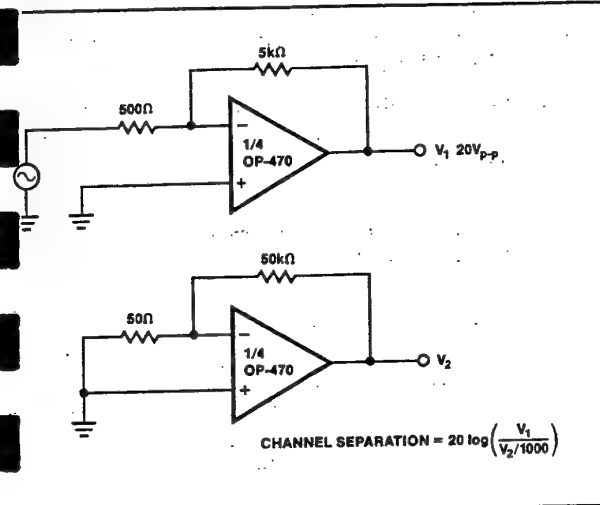 5kΩ
500Ω
1/4
OP-470
−
+
V1 20Vp-p
50kΩ
50Ω
1/4
OP-470
−
+
V2
CHANNEL SEPARATION = 20 log(V1/V2/1000)